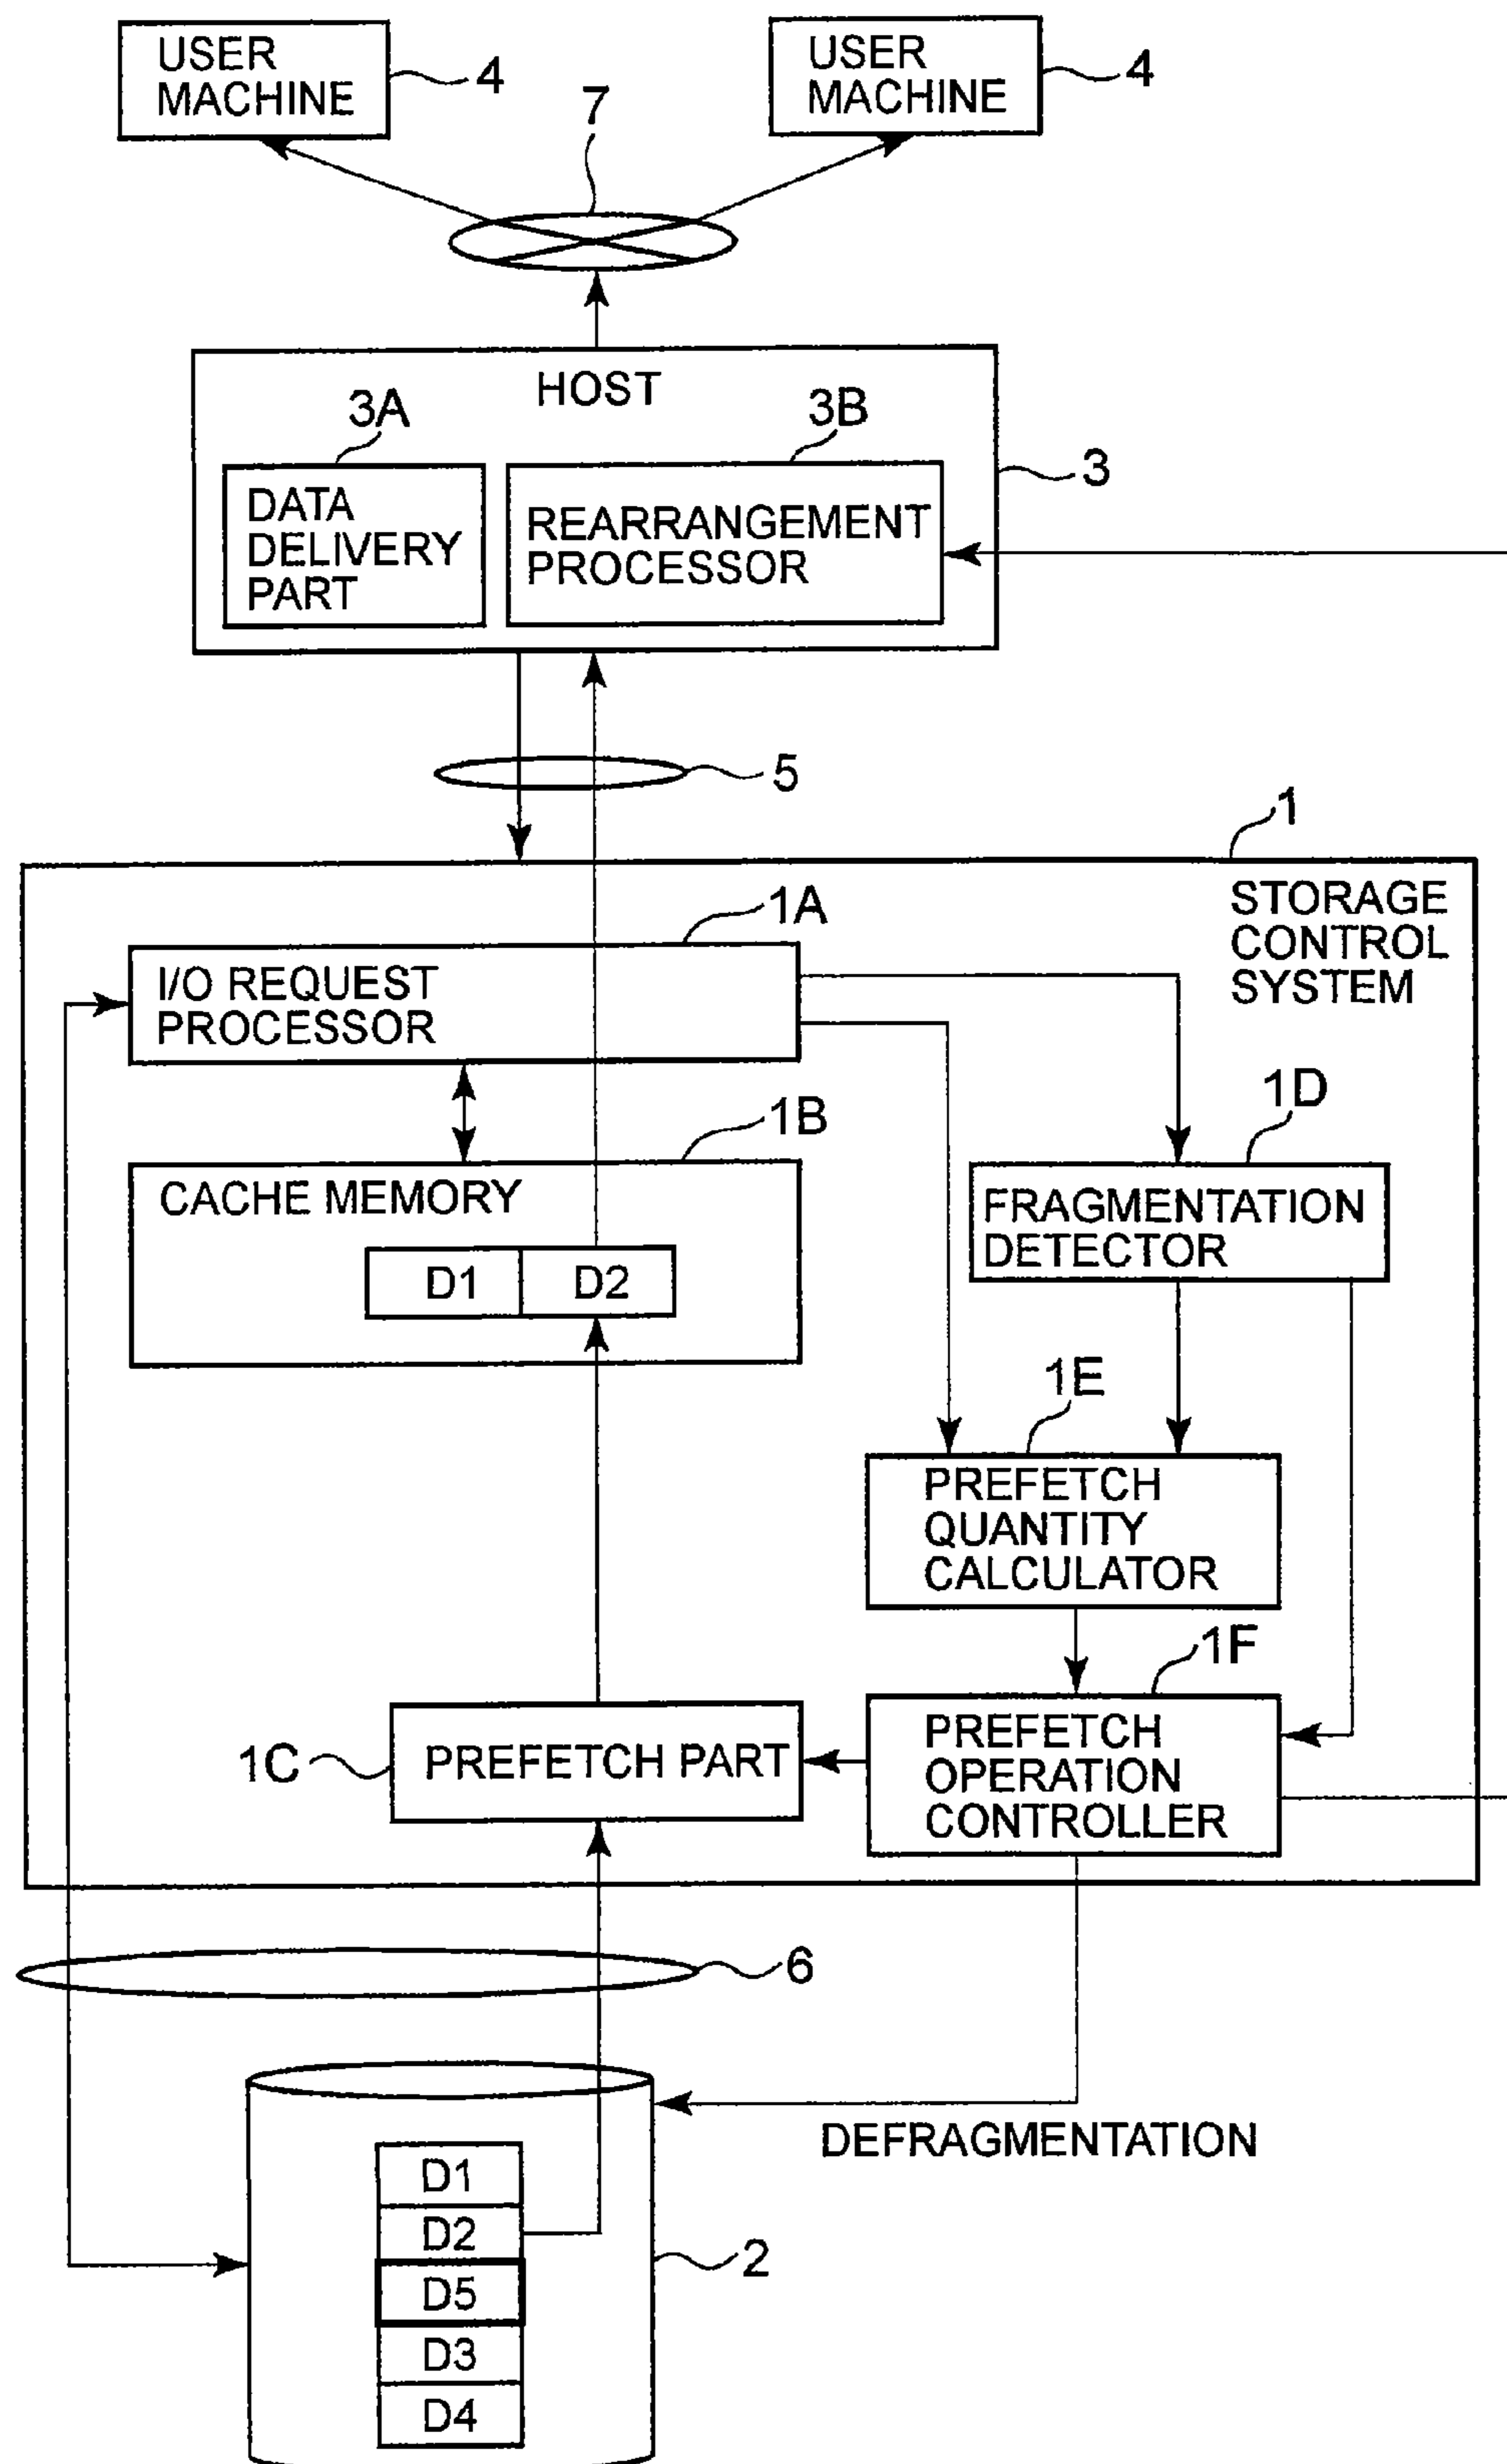 USER
MACHINE
4
USER
MACHINE
4
7
HOST
3A
3B
3
DATA
DELIVERY
PART
REARRANGEMENT
PROCESSOR
5
1
STORAGE
CONTROL
SYSTEM
1A
I/O REQUEST
PROCESSOR
1B
1D
CACHE MEMORY
FRAGMENTATION
DETECTOR
D1
D2
1E
PREFETCH
QUANTITY
CALCULATOR
1F
1C
PREFETCH PART
PREFETCH
OPERATION
CONTROLLER
6
DEFRAGMENTATION
D1
D2
2
D5
D3
D4